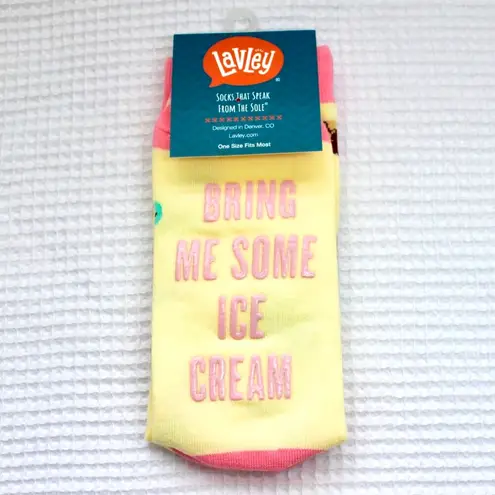 LavLey
Socks That Speak
From The Sole®
Designed in Denver, CO
Lavley.com
One Size Fits Most
BRING
ME SOME
ICE
CREAM